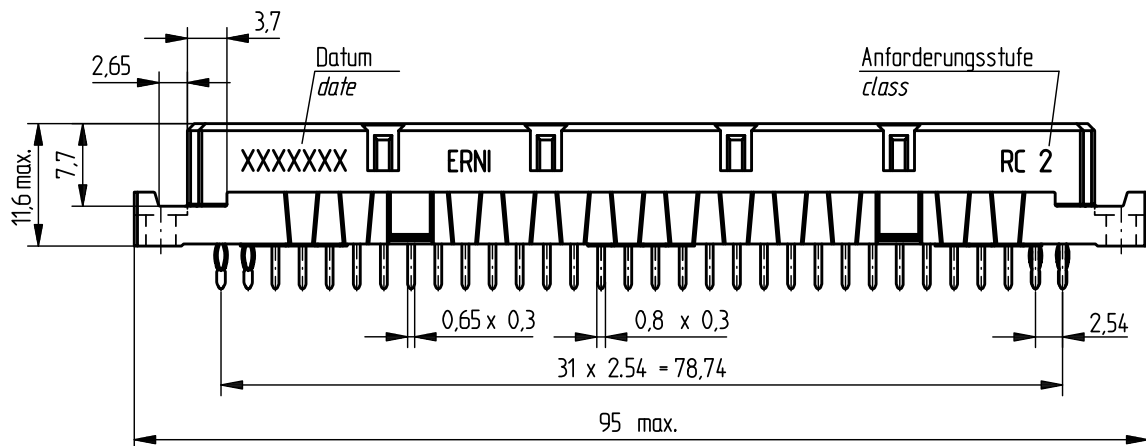 3,7
2,65
Datum
date
Anforderungsstufe
class
11,6 max.
7,7
XXXXXXX
ERNI
RC 2
0,65 x 0,3
0,8 x 0,3
2,54
31 x 2.54 = 78,74
95 max.